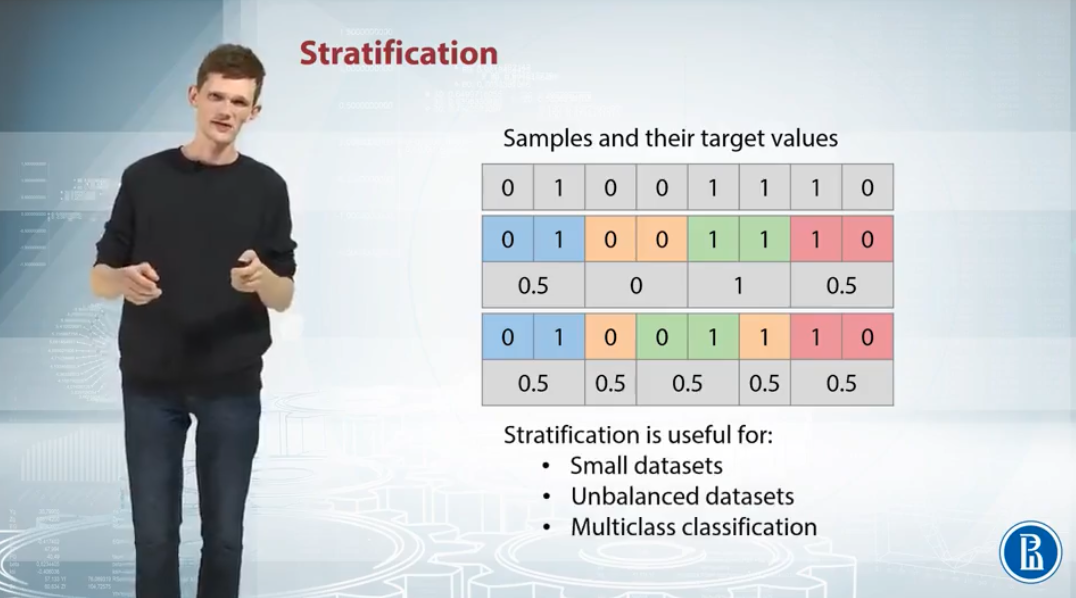 Stratification
Samples and their target values
0 1 0 0 1 1 1 0
0 1 0 0 1 1 1 0
0.5 0 1 0.5
0 1 0 0 1 1 1 0
0.5 0.5 0.5 0.5 0.5
Stratification is useful for:
• Small datasets
• Unbalanced datasets
• Multiclass classification